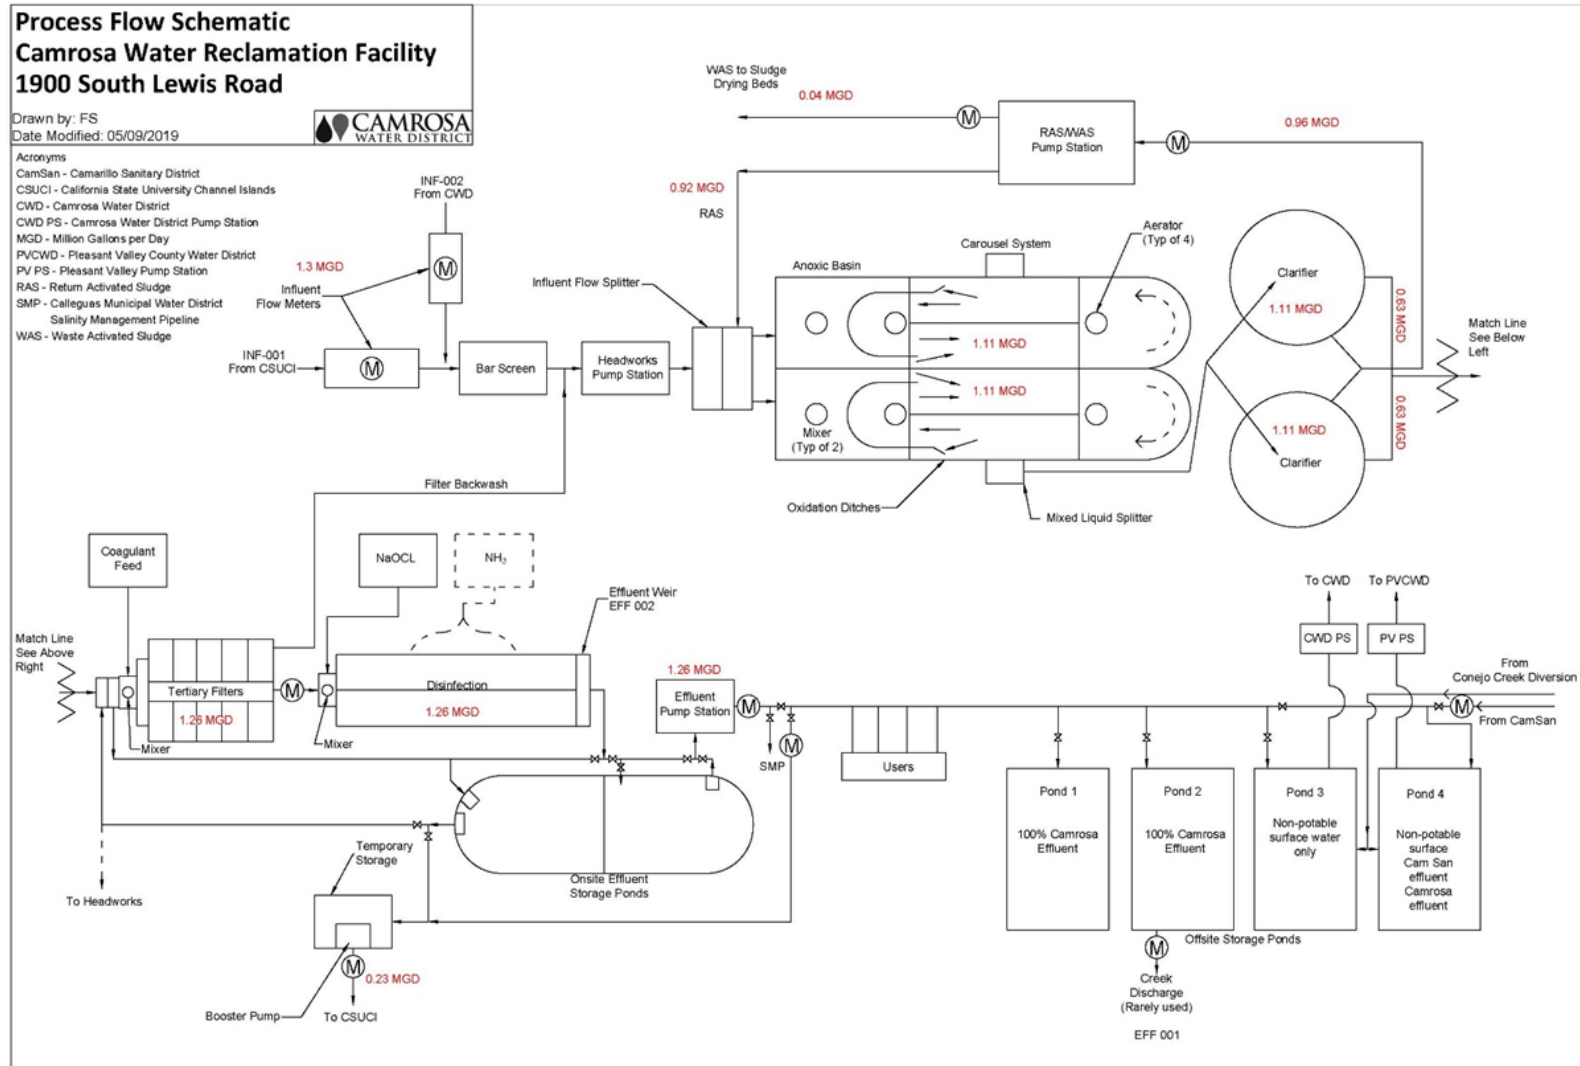 Process Flow Schematic
Camrosa Water Reclamation Facility
1900 South Lewis Road
Drawn by: FS
Date Modified: 05/09/2019
CAMROSA
WATER DISTRICT
Acronyms
CamSan - Camarillo Sanitary District
CSUCI - California State University Channel Islands
CWD - Camrosa Water District
CWD PS - Camrosa Water District Pump Station
MGD - Million Gallons per Day
PVCWD - Pleasant Valley County Water District
PV PS - Pleasant Valley Pump Station
RAS - Return Activated Sludge
SMP - Calleguas Municipal Water District
Salinity Management Pipeline
WAS - Waste Activated Sludge
INF-002
From CWD
M
1.3 MGD
Influent
Flow Meters
INF-001
From CSUCI
M
Bar Screen
Headworks
Pump Station
Influent Flow Splitter
WAS to Sludge
Drying Beds
0.04 MGD
M
RAS/WAS
Pump Station
M
0.96 MGD
0.92 MGD
RAS
Anoxic Basin
Carousel System
Aerator
(Typ of 4)
1.11 MGD
1.11 MGD
Mixer
(Typ of 2)
Oxidation Ditches
Mixed Liquid Splitter
Clarifier
1.11 MGD
0.63 MGD
1.11 MGD
Clarifier
0.63 MGD
Match Line
See Below
Left
Filter Backwash
Coagulant
Feed
NaOCL
NH3
Effluent Weir
EFF 002
Match Line
See Above
Right
Tertiary Filters
1.26 MGD
Mixer
M
Mixer
Disinfection
1.26 MGD
1.26 MGD
Effluent
Pump Station
M
SMP
M
Users
To CWD
To PVCWD
CWD PS
PV PS
From
Conejo Creek Diversion
M
From CamSan
Onsite Effluent
Storage Ponds
Temporary
Storage
To Headworks
M
0.23 MGD
Booster Pump
To CSUCI
Pond 1
100% Camrosa
Effluent
Pond 2
100% Camrosa
Effluent
Pond 3
Non-potable
surface water
only
Pond 4
Non-potable
surface
Cam San
effluent
Camrosa
effluent
Offsite Storage Ponds
M
Creek
Discharge
(Rarely used)
EFF 001